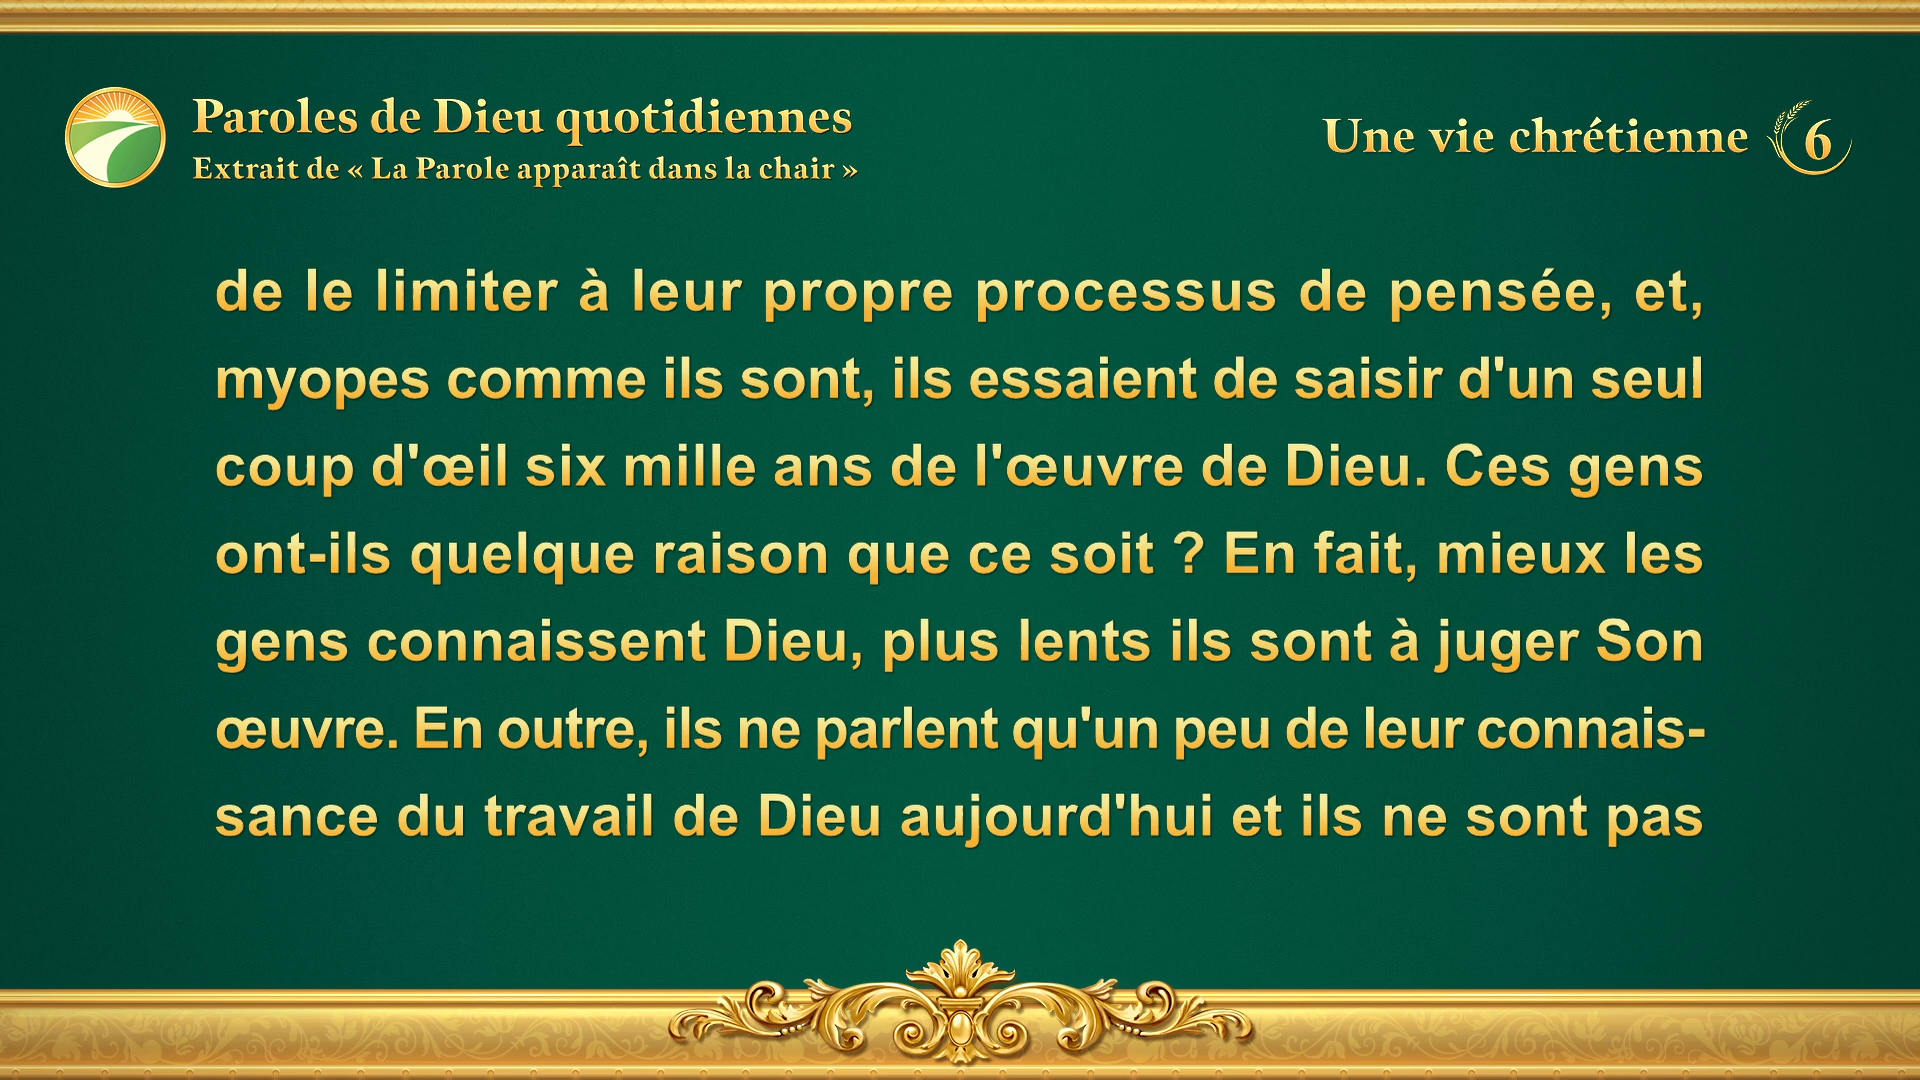 Paroles de Dieu quotidiennes
Extrait de « La Parole apparaît dans la chair »
Une vie chrétienne 6
de le limiter à leur propre processus de pensée, et,
myopes comme ils sont, ils essaient de saisir d'un seul
coup d'œil six mille ans de l'œuvre de Dieu. Ces gens
ont-ils quelque raison que ce soit ? En fait, mieux les
gens connaissent Dieu, plus lents ils sont à juger Son
œuvre. En outre, ils ne parlent qu'un peu de leur connais-
sance du travail de Dieu aujourd'hui et ils ne sont pas